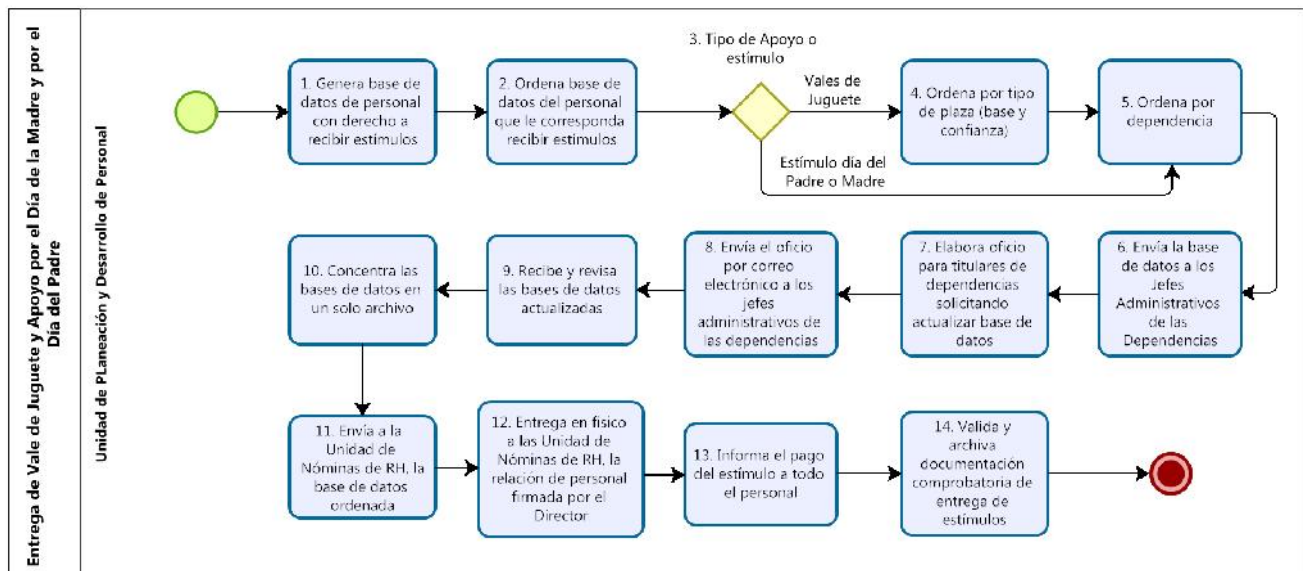 Entrega de Vale de Juguete y Apoyo por el Día de la Madre y por el
Día del Padre
Unidad de PLaneación y Desarrollo de Personal
1. Genera base de
datos de personal
con derecho a
recibir estímulos
2. Ordena base de
datos del personal
que le corresponda
recibir estímulos
3. Tipo de Apoyo o
estímulo
Vales de
Juguete
Estímulo día del
Padre o Madre
4. Ordena por tipo
de plaza (base y
confianza)
5. Ordena por
dependencia
6. Envía la base
de datos a los
Jefes
Administrativos
de las
Dependencias
7. Elabora oficio
para titulares de
dependencias
solicitando
actualizar base de
datos
8. Envía el oficio
por correo
electrónico a los
jefes
administrativos de
las dependencias
9. Recibe y revisa
las bases de datos
actualizadas
10. Concentra las
bases de datos en
un solo archivo
11. Envía a la
Unidad de
Nóminas de RH, la
base de datos
ordenada
12. Entrega en físico
a las Unidad de
Nóminas de RH, la
relación de personal
firmada por el
Director
13. Informa el pago
del estímulo a todo
el personal
14. Valida y
archiva
documentación
comprobatoria de
entrega de
estímulos